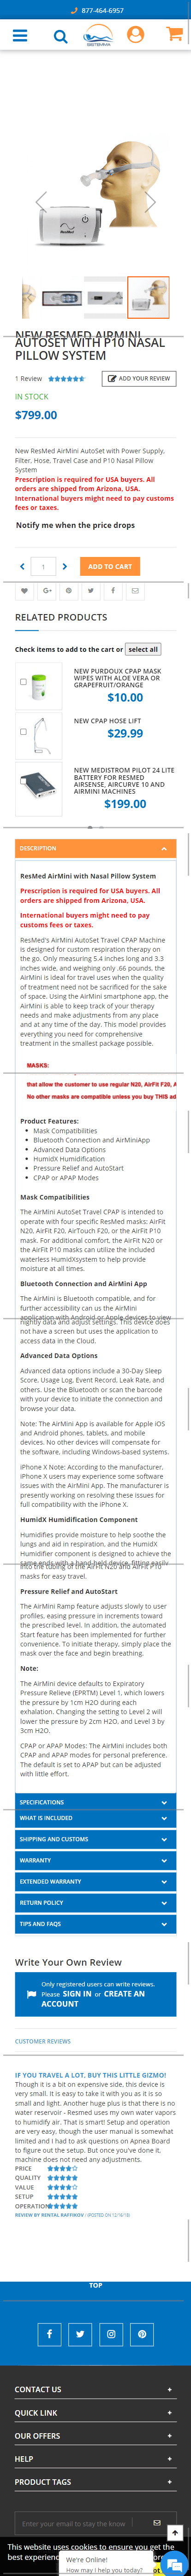 877-464-6957
NEW RESMED AIRMINI
AUTOSET WITH P10 NASAL
PILLOW SYSTEM
1 Review
ADD YOUR REVIEW
IN STOCK
$799.00
New ResMed AirMini AutoSet with Power Supply,
Filter, Hose, Travel Case and P10 Nasal Pillow
System
Prescription is required for USA buyers. All
orders are shipped from Arizona, USA.
International buyers might need to pay customs
fees or taxes.
Notify me when the price drops
1
ADD TO CART
RELATED PRODUCTS
Check items to add to the cart or select all
NEW PURDOUX CPAP MASK
WIPES WITH ALOE VERA OR
GRAPEFRUIT/ORANGE
$10.00
NEW CPAP HOSE LIFT
$29.99
NEW MEDISTROM PILOT 24 LITE
BATTERY FOR RESMED
AIRSENSE, AIRCURVE 10 AND
AIRMINI MACHINES
$199.00
DESCRIPTION
ResMed AirMini with Nasal Pillow System
Prescription is required for USA buyers. All
orders are shipped from Arizona, USA.
International buyers might need to pay
customs fees or taxes.
ResMed's AirMini AutoSet Travel CPAP Machine
is designed for custom respiration therapy on
the go. Only measuring 5.4 inches long and 3.3
inches wide, and weighing only .66 pounds, the
AirMini is ideal for travel uses when the quality
of treatment need not be sacrificed for the sake
of space. Using AirMini smartphone app, the
AirMini is able to keep track of your therapy
needs and make adjustments from any place
and at any time of the day. This model provides
everything you need for comprehensive
treatment in the smallest package possible.
MASKS:
that allow the customer to use regular N20, AirFit F20, A
No other masks are compatible unless you buy THIS ad
Product Features:
Mask Compatibilities
Bluetooth Connection and AirMiniApp
Advanced Data Options
HumidX Humidification
Pressure Relief and AutoStart
CPAP or APAP Modes
Mask Compatibilities
The AirMini AutoSet Travel CPAP is intended to
operate with four specific ResMed masks: AirFit
N20, AirFit F20, AirTouch F20, or the AirFit P10
mask. For additional comfort, the AirFit N20 or
the AirFit P10 masks can utilize the included
waterless HumidXsystem to help provide
moisture at all times.
Bluetooth Connection and AirMini App
The AirMini is Bluetooth compatible, and for
further accessibility can us the AirMini
application with Android or Apple devices to view
nightly data and adjust settings. This device does
not have a screen but uses the application to
access data in the Cloud.
Advanced Data Options
Advanced data options include a 30-Day Sleep
Score, Usage Log, Event Record, Leak Rate, and
others. Use the Bluetooth or scan the barcode
with your device to initiate the connection and
browse your data.
Note: The AirMini App is available for Apple iOS
and Android phones, tablets, and mobile
devices. No other devices will compensate for
the software, including Windows-based systems.
iPhone X Note: According to the manufacturer,
iPhone X users may experience some software
issues with the AirMini App. The manufacturer is
presently working on resolving these issues for
full compatibility with the iPhone X.
HumidX Humidification Component
Humidifies provide moisture to help soothe the
lungs and aid in respiration, and the HumidX
Humidifier component is designed to achieve the
same ends with a hand held device, fitting easily
into the tubing of the AirFit N20 and AirFit P10
masks for easy travel.
Pressure Relief and AutoStart
The AirMini Ramp feature adjusts slowly to user
profiles, easing pressure in increments toward
the prescribed level. In addition, the automated
Start feature has been implemented for further
convenience. To initiate therapy, simply place the
mask over the face and begin breathing.
Note:
The AirMini device defaults to Expiratory
Pressure Relieve (EPRTM) Level 1, which lowers
the pressure by 1cm H2O during each
exhalation. Changing the setting to Level 2 will
lower the pressure by 2cm H2O, and Level 3 by
3cm H2O.
CPAP or APAP Modes: The AirMini includes both
CPAP and APAP modes for personal preference.
The default is set to APAP but can be adjusted
with little effort.
SPECIFICATIONS
WHAT IS INCLUDED
SHIPPING AND CUSTOMS
WARRANTY
EXTENDED WARRANTY
RETURN POLICY
TIPS AND FAQS
Write Your Own Review
Only registered users can write reviews.
Please SIGN IN or CREATE AN
ACCOUNT
CUSTOMER REVIEWS
IF YOU TRAVEL A LOT, BUY THIS LITTLE GIZMO!
Though it is a bit on an expensive side, this device is
very small. It is easy to take it with you as it is so
small and light. Another huge plus is that there is no
water reservoir - Resmed uses my own water vapors
to humidify air. That is smart! Setup and operation
are very easy, though the user manual is slightly
convoluted and I had to ask questions on Apnea Board
to figure out the setup. But once you've done it,
machine does not need any adjustments.
PRICE
QUALITY
VALUE
SETUP
OPERATION
REVIEW BY RENTAL RAFFIKOV / (POSTED ON 12/16/18)
TOP
CONTACT US
QUICK LINK
OUR OFFERS
HELP
PRODUCT TAGS
Enter your email to stay the know
This website uses cookies to ensure you get the
best experience
We're Online!
How may I help you today?